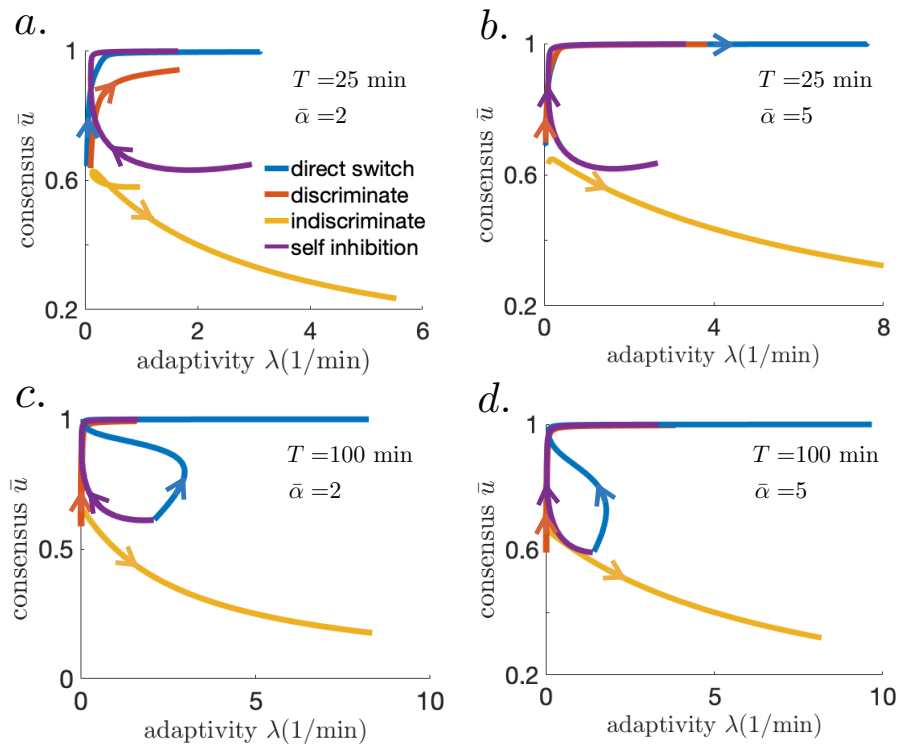 a.
1
0.6
0.2
consensus ū
T =25 min
ᾱ =2
direct switch
discriminate
indiscriminate
self inhibition
0 2 4 6
adaptivity λ(1/min)
b.
1
0.6
0.2
consensus ū
T =25 min
ᾱ =5
0 4 8
adaptivity λ(1/min)
c.
1
0.5
0
consensus ū
T =100 min
ᾱ =2
0 5 10
adaptivity λ(1/min)
d.
1
0.6
0.2
consensus ū
T =100 min
ᾱ =5
0 5 10
adaptivity λ(1/min)